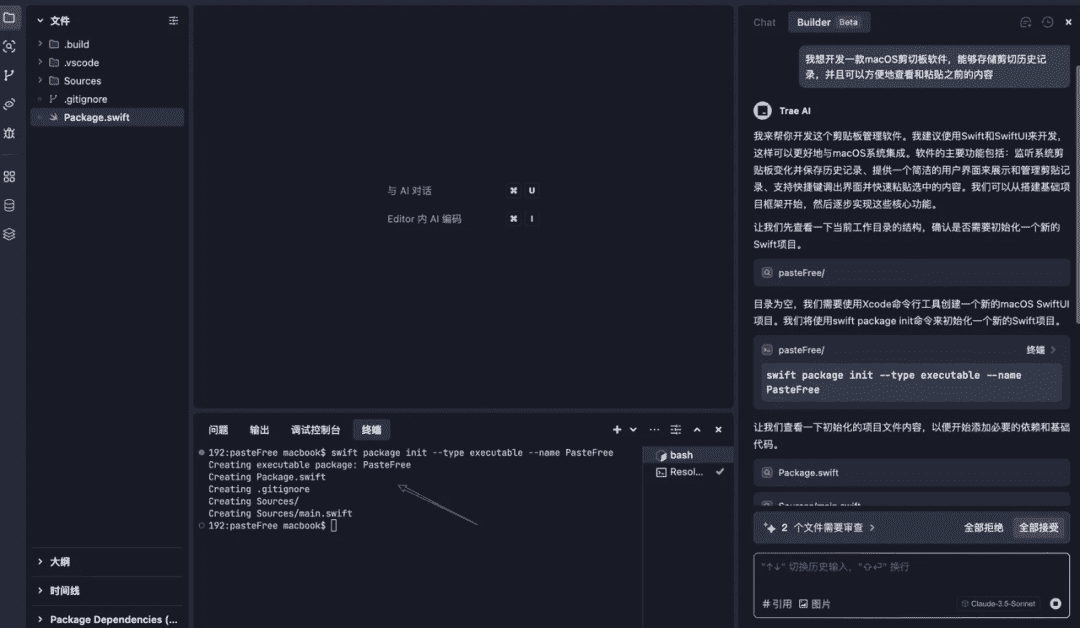 文件
.build
.vscode
Sources
.gitignore
Package.swift
大纲
时间线
Package Dependencies (...
与 AI 对话 ⌘ U
Editor 内 AI 编码 ⌘ I
问题 输出 调试控制台 终端
192:pasteFree macbook$ swift package init --type executable --name PasteFree
Creating executable package: PasteFree
Creating Package.swift
Creating .gitignore
Creating Sources/
Creating Sources/main.swift
192:pasteFree macbook$
bash
Resol...
Chat Builder Beta
我想开发一款macOS剪切板软件，能够存储剪切历史记
录，并且可以方便地查看和粘贴之前的内容
Trae AI
我来帮你开发这个剪贴板管理软件。我建议使用Swift和SwiftUI来开发，
这样可以更好地与macOS系统集成。软件的主要功能包括：监听系统剪
贴板变化并保存历史记录、提供一个简洁的用户界面来展示和管理剪贴记
录、支持快捷键调出界面并快速粘贴选中的内容。我们可以从搭建基础项
目框架开始，然后逐步实现这些核心功能。
让我们先查看一下当前工作目录的结构，确认是否需要初始化一个新的
Swift项目。
pasteFree/
目录为空，我们需要使用Xcode命令行工具创建一个新的macOS SwiftUI
项目。我们将使用swift package init命令来初始化一个新的Swift项目。
pasteFree/ 终端
swift package init --type executable --name
PasteFree
让我们查看一下初始化的项目文件内容，以便开始添加必要的依赖和基础
代码。
Package.swift
Sources/main.swift
2 个文件需要审查 全部拒绝 全部接受
"↑↓" 切换历史输入，"⇧⏎" 换行
# 引用 图片 Claude-3.5-Sonnet